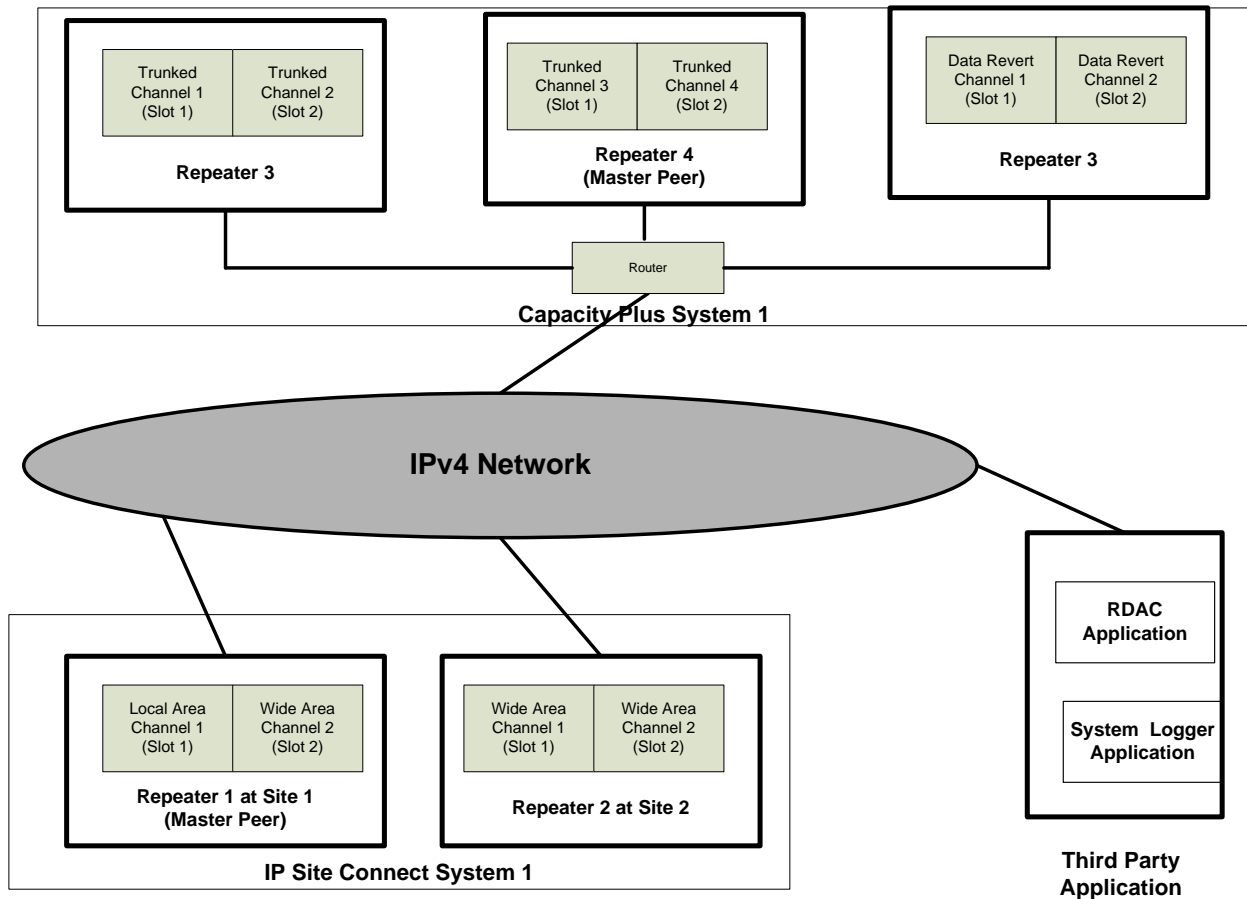 Trunked
Channel 1
(Slot 1)
Trunked
Channel 2
(Slot 2)
Repeater 3
Trunked
Channel 3
(Slot 1)
Trunked
Channel 4
(Slot 2)
Repeater 4
(Master Peer)
Data Revert
Channel 1
(Slot 1)
Data Revert
Channel 2
(Slot 2)
Repeater 3
Router
Capacity Plus System 1
IPv4 Network
Local Area
Channel 1
(Slot 1)
Wide Area
Channel 2
(Slot 2)
Repeater 1 at Site 1
(Master Peer)
Wide Area
Channel 1
(Slot 1)
Wide Area
Channel 2
(Slot 2)
Repeater 2 at Site 2
IP Site Connect System 1
RDAC
Application
System Logger
Application
Third Party
Application